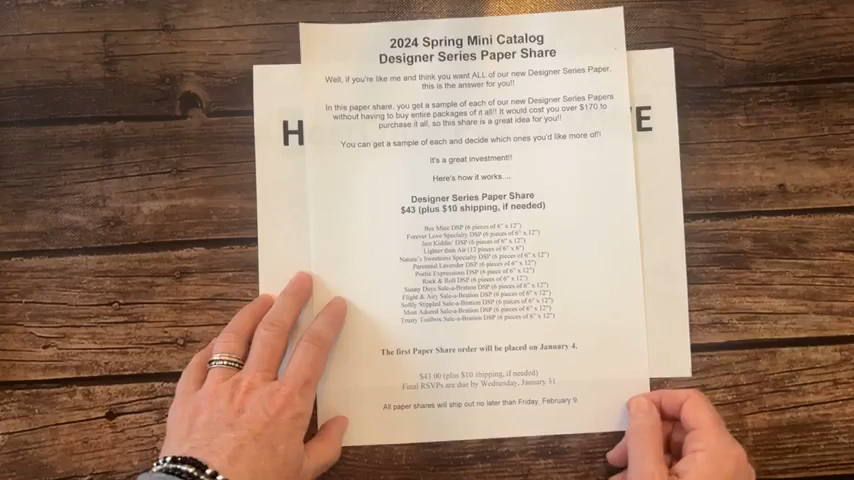 2024 Spring Mini Catalog
Designer Series Paper Share
Well, if you're like me and think you want ALL of our new Designer Series Paper,
this is the answer for you!!
In this paper share, you get a sample of each of our new Designer Series Papers
without having to buy entire packages of it all!! It would cost you over $170 to
purchase it all, so this share is a great idea for you!!
You can get a sample of each and decide which ones you'd like more of!!
It's a great investment!!
Here's how it works....
Designer Series Paper Share
$43 (plus $10 shipping, if needed)
Bee Mine DSP (6 pieces of 6" x 12")
Forever Love Specialty DSP (6 pieces of 6" x 12")
Just Kiddin' DSP (6 pieces of 6" x 12")
Lighter than Air (12 pieces of 6" x 6")
Nature's Sweetness Specialty DSP (6 pieces of 6" x 12")
Perennial Lavender DSP (6 pieces of 6" x 12")
Poetic Expressions DSP (6 pieces of 6" x 12")
Rock & Roll DSP (6 pieces of 6" x 12")
Sunny Days Sale-a-Bration DSP (6 pieces of 6" x 12")
Flight & Airy Sale-a-Bration DSP (6 pieces of 6" x 12")
Softly Stippled Sale-a-Bration DSP (6 pieces of 6" x 12")
Most Adored Sale-a-Bration DSP (6 pieces of 6" x 12")
Trusty Toolbox Sale-a-Bration DSP (6 pieces of 6" x 12")
The first Paper Share order will be placed on January 4.
$43.00 (plus $10 shipping, if needed)
Final RSVPs are due by Wednesday, January 31.
All paper shares will ship out no later than Friday, February 9.
H
E